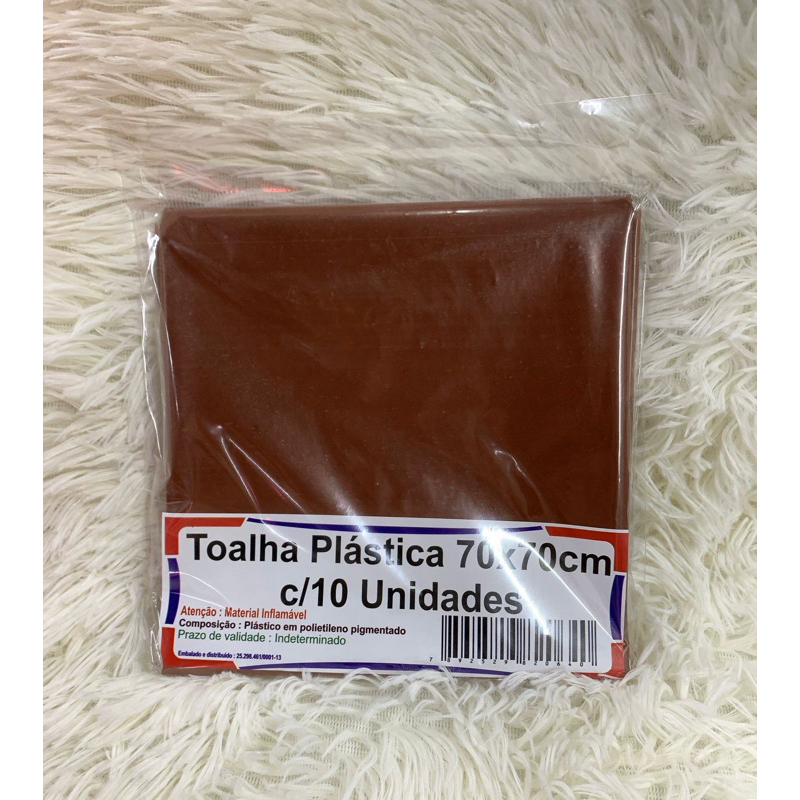 Toalha Plástica 70x70cm
c/10 Unidades
Atenção : Material Inflamável
Composição : Plástico em polietileno pigmentado
Prazo de validade : Indeterminado
Embalado e distribuido : 25.298.461/0001-13